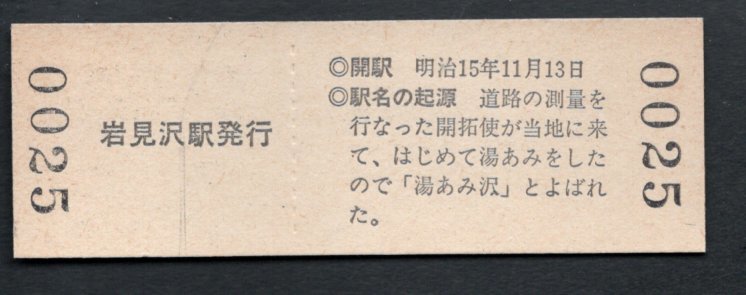 0025
岩見沢駅発行
◎開駅　明治15年11月13日
◎駅名の起源　道路の測量を
行なった開拓使が当地に来
て、はじめて湯あみをした
ので「湯あみ沢」とよばれ
た。
0025